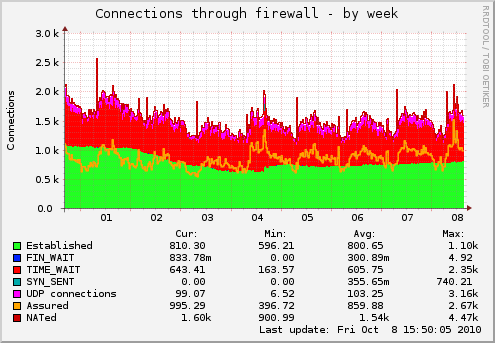 Connections through firewall - by week
RRDTOOL / TOBI OETIKER
Connections
3.0 k
2.5 k
2.0 k
1.5 k
1.0 k
0.5 k
0.0
01 02 03 04 05 06 07 08
Cur: Min: Avg: Max:
Established 810.30 596.21 800.65 1.10k
FIN_WAIT 833.78m 0.00 300.89m 4.92
TIME_WAIT 643.41 163.57 605.75 2.35k
SYN_SENT 0.00 0.00 355.65m 740.21
UDP connections 99.07 6.52 103.25 3.16k
Assured 995.29 396.72 859.88 2.67k
NATed 1.60k 900.99 1.54k 4.47k
Last update: Fri Oct 8 15:50:05 2010